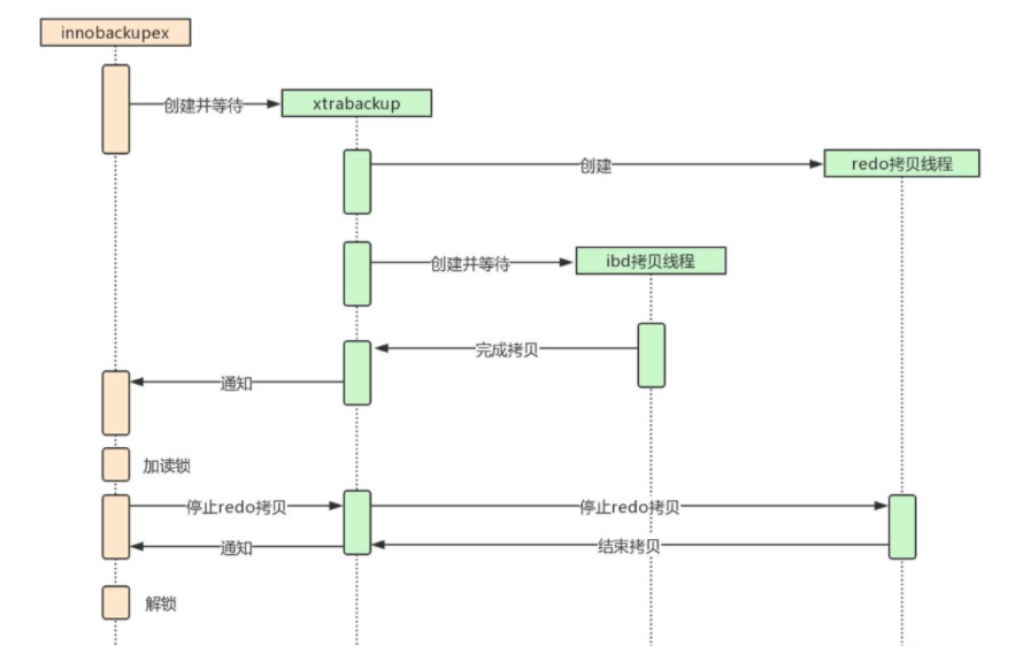 innobackupex
创建并等待
xtrabackup
创建
redo拷贝线程
创建并等待
ibd拷贝线程
完成拷贝
通知
加读锁
停止redo拷贝
停止redo拷贝
通知
结束拷贝
解锁